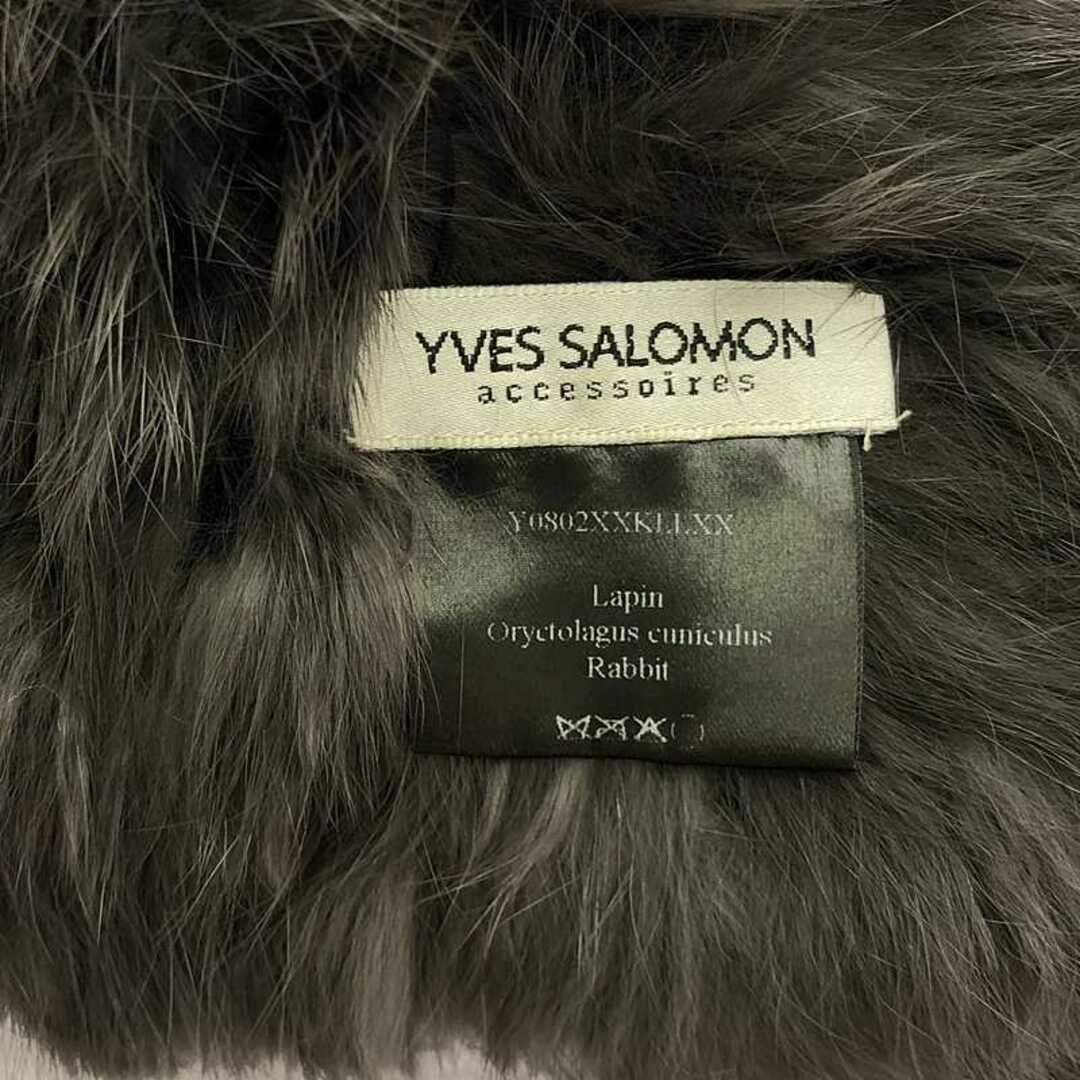 YVES SALOMON
accessoires
Y0802XXKLLXX
Lapin
Oryctolagus cuniculus
Rabbit